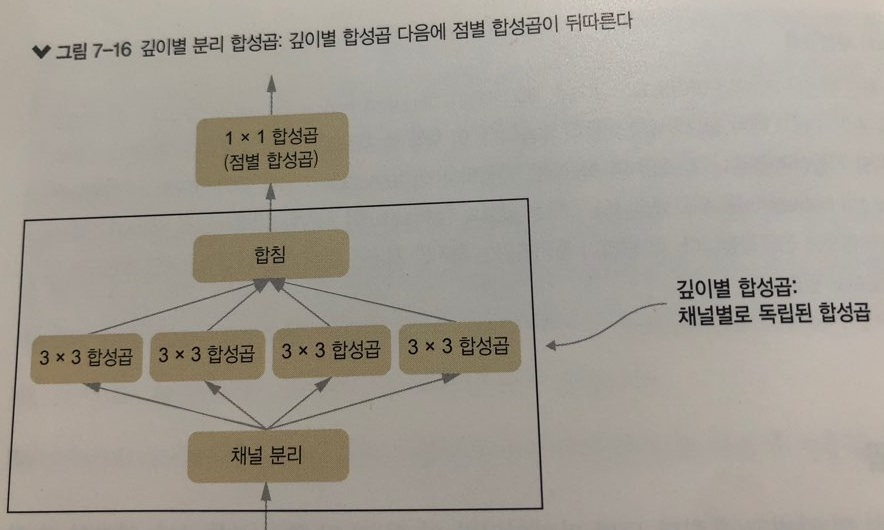 그림 7-16 깊이별 분리 합성곱: 깊이별 합성곱 다음에 점별 합성곱이 뒤따른다
1 × 1 합성곱
(점별 합성곱)
합침
깊이별 합성곱:
채널별로 독립된 합성곱
3 × 3 합성곱
3 × 3 합성곱
3 × 3 합성곱
3 × 3 합성곱
채널 분리